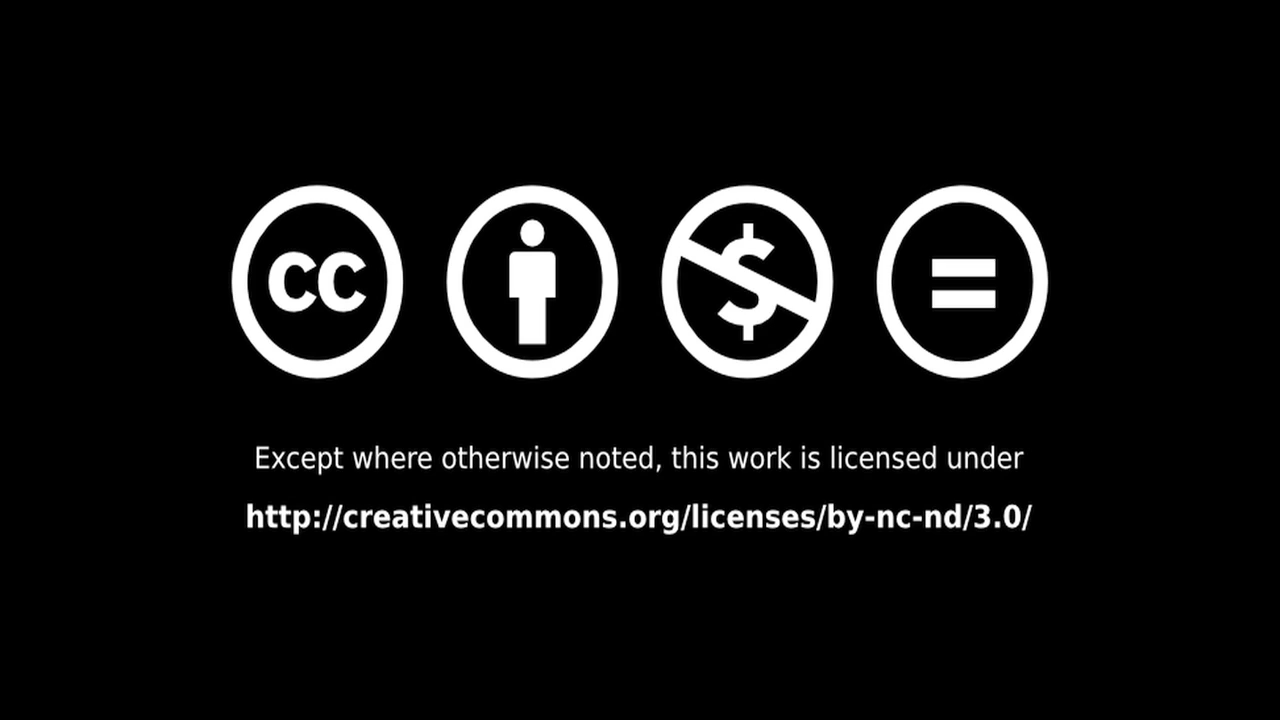 cc
$
=
Except where otherwise noted, this work is licensed under
http://creativecommons.org/licenses/by-nc-nd/3.0/